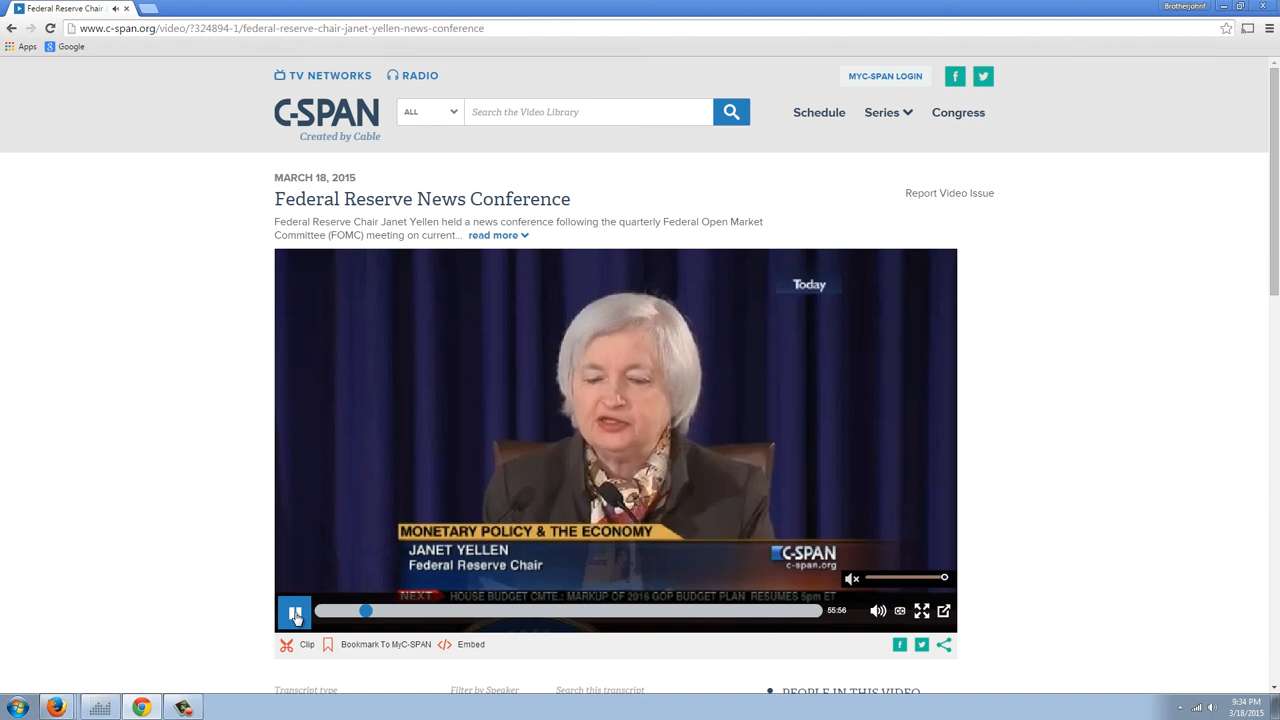 Federal Reserve Chair J
Brotherjohnf
www.c-span.org/video/?324894-1/federal-reserve-chair-janet-yellen-news-conference
Apps Google
TV NETWORKS RADIO
MYC-SPAN LOGIN
C-SPAN
Created by Cable
ALL
Search the Video Library
Schedule Series Congress
MARCH 18, 2015
Federal Reserve News Conference
Report Video Issue
Federal Reserve Chair Janet Yellen held a news conference following the quarterly Federal Open Market
Committee (FOMC) meeting on current... read more
Today
MONETARY POLICY & THE ECONOMY
JANET YELLEN
Federal Reserve Chair
C-SPAN
c-span.org
NEXT HOUSE BUDGET CMTE.: MARKUP OF 2016 GOP BUDGET PLAN RESUMES 5pm ET
55:56
CC
Clip Bookmark To MyC-SPAN Embed
Transcript type Filter by Speaker Search this transcript
PEOPLE IN THIS VIDEO
9:34 PM
3/18/2015